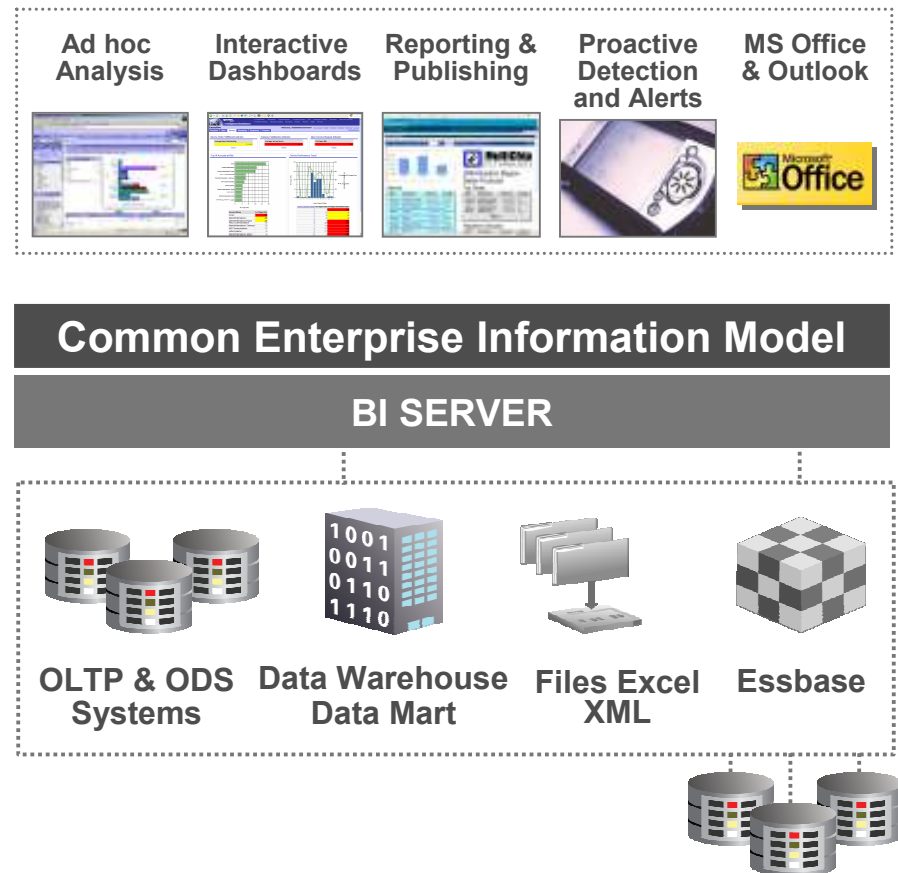 Ad hoc
Analysis
Interactive
Dashboards
Reporting &
Publishing
Proactive
Detection
and Alerts
MS Office
& Outlook
Microsoft
Office
Common Enterprise Information Model
BI SERVER
1001
0011
0110
1110
OLTP & ODS
Systems
Data Warehouse
Data Mart
Files Excel
XML
Essbase